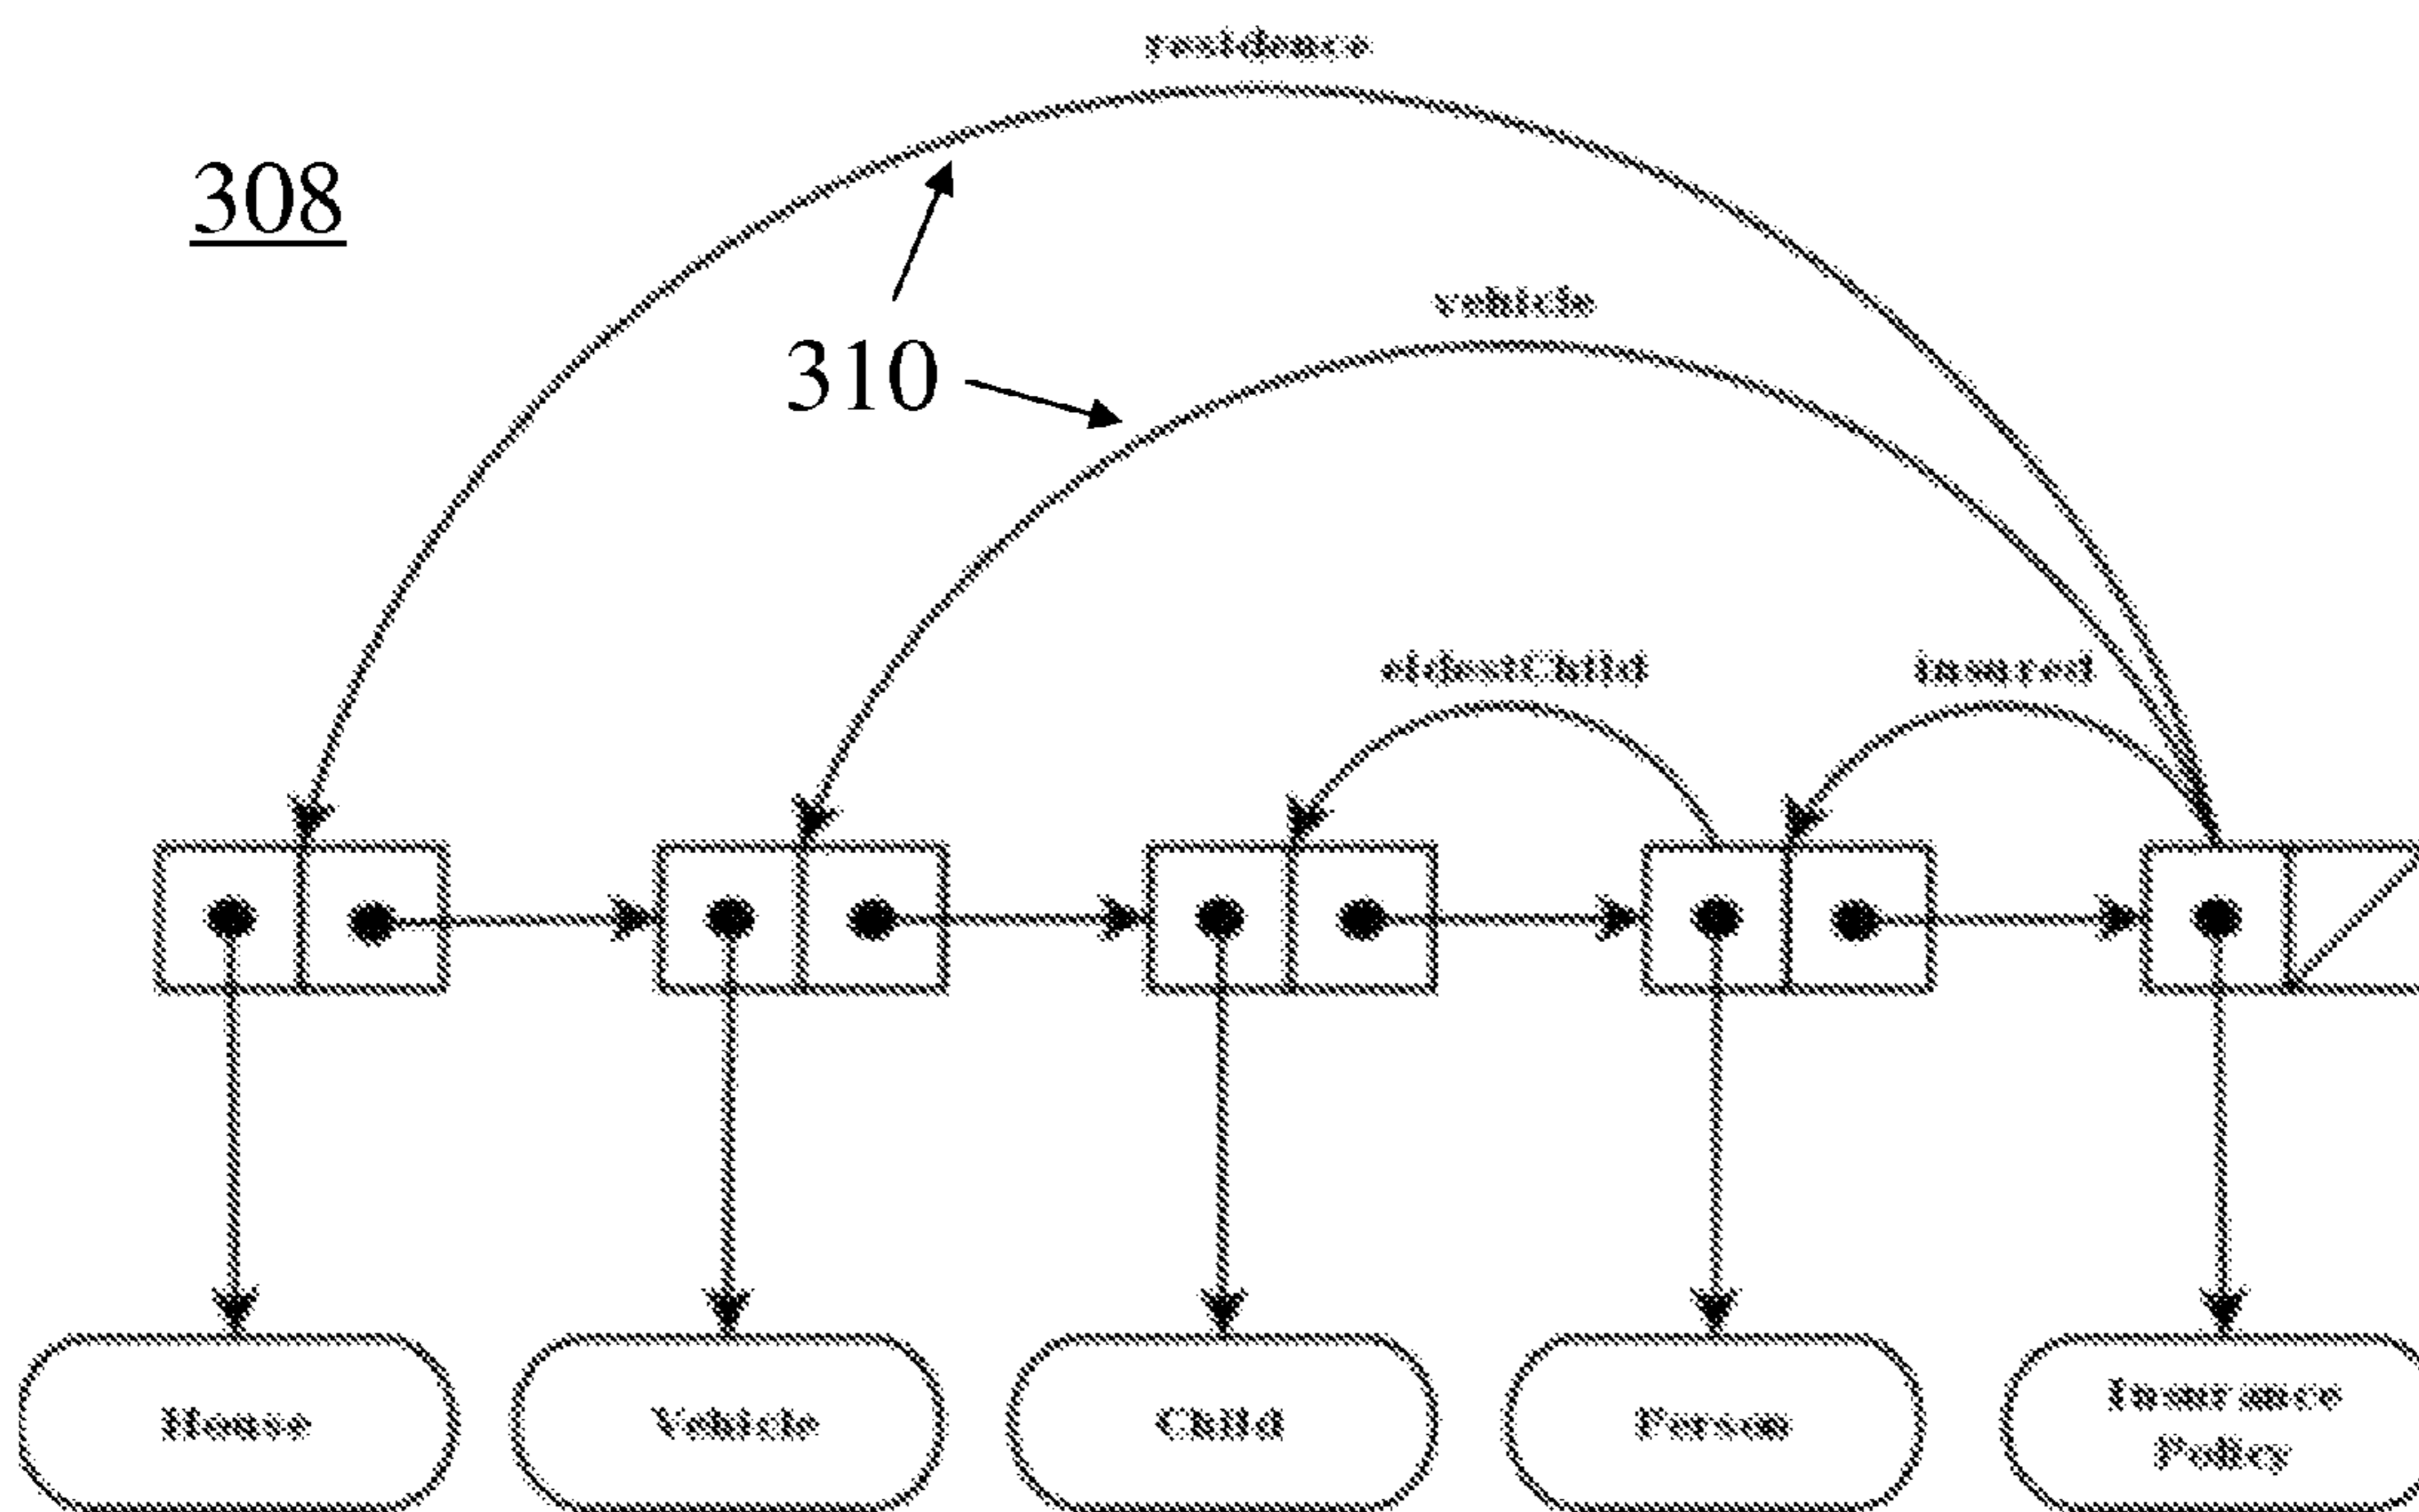 residence
308
vehicle
310
eldestChild
insured
House
Vehicle
Child
Person
Insurance
Policy